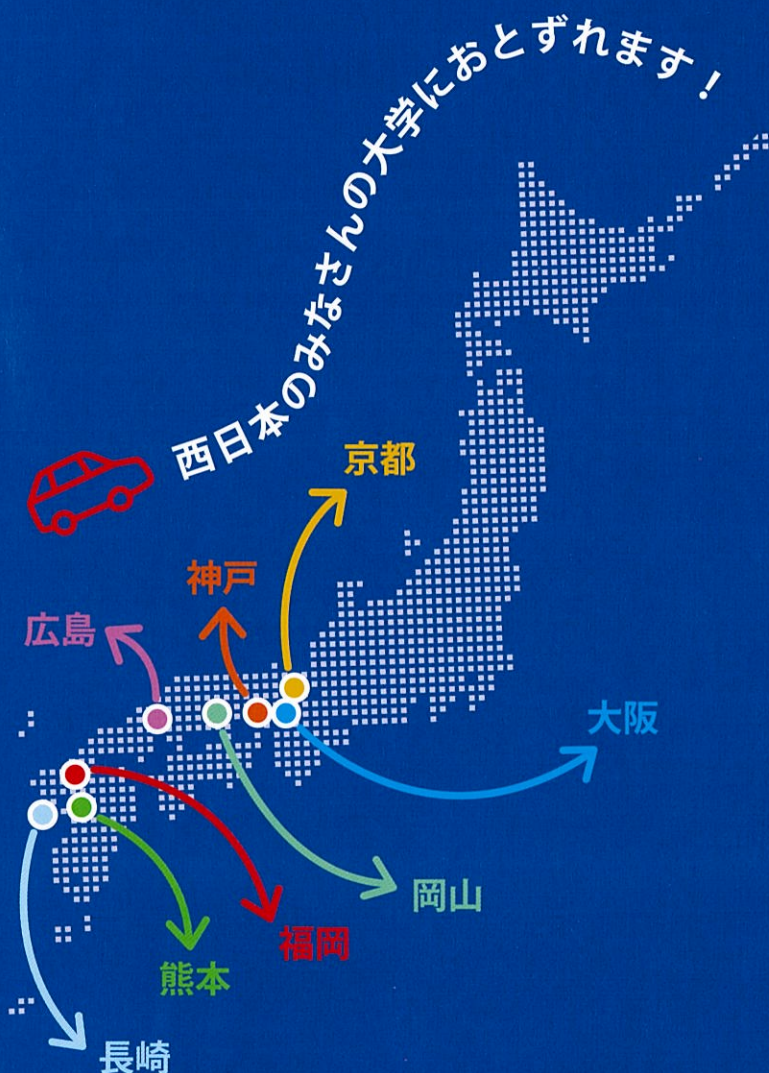 西日本のみなさんの大学におとずれます！
京都
神戸
広島
大阪
岡山
福岡
熊本
長崎